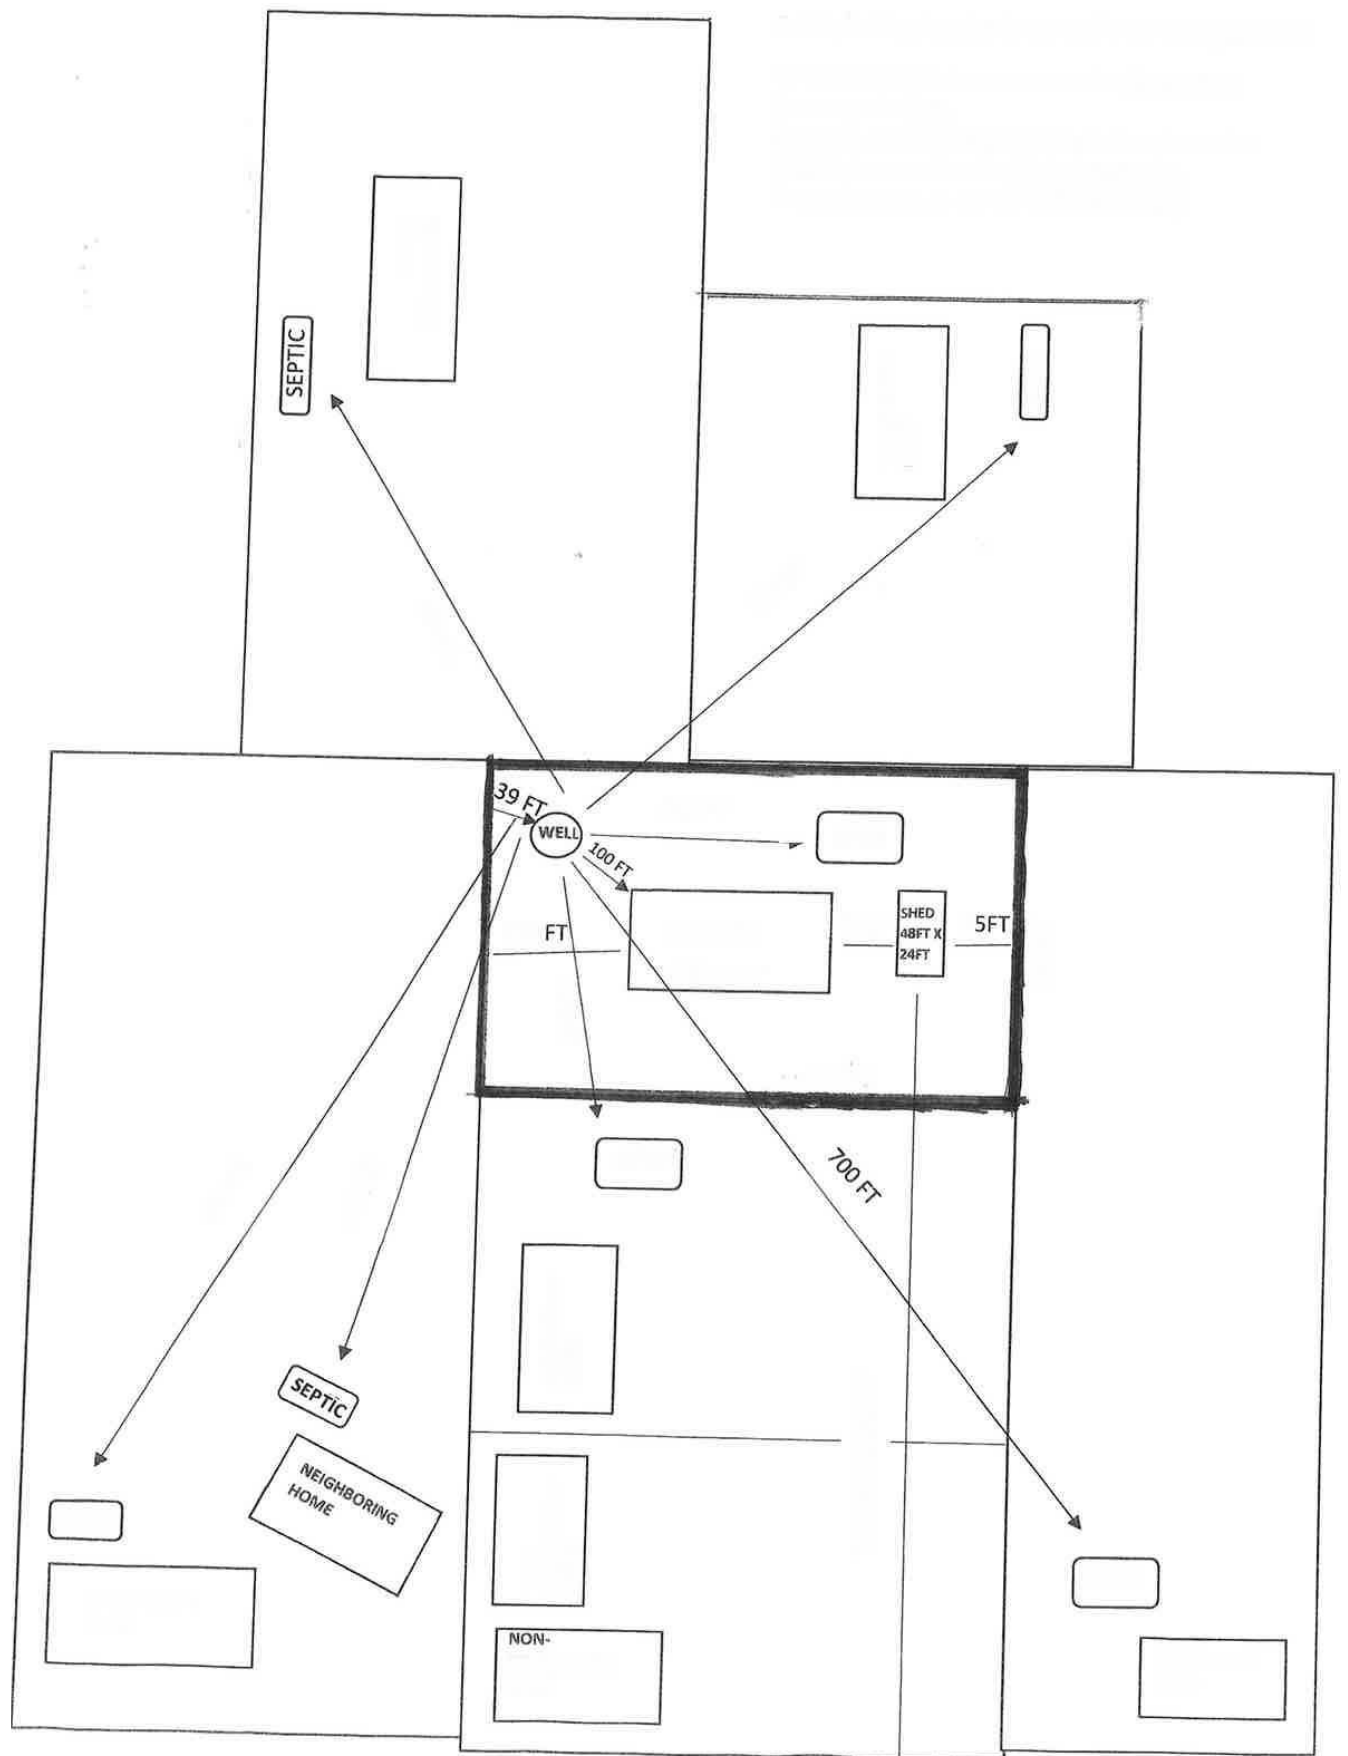 SEPTIC
39 FT
WELL
100 FT
FT
SHED
48FT X
24FT
5FT
700 FT
SEPTIC
NEIGHBORING
HOME
NON-